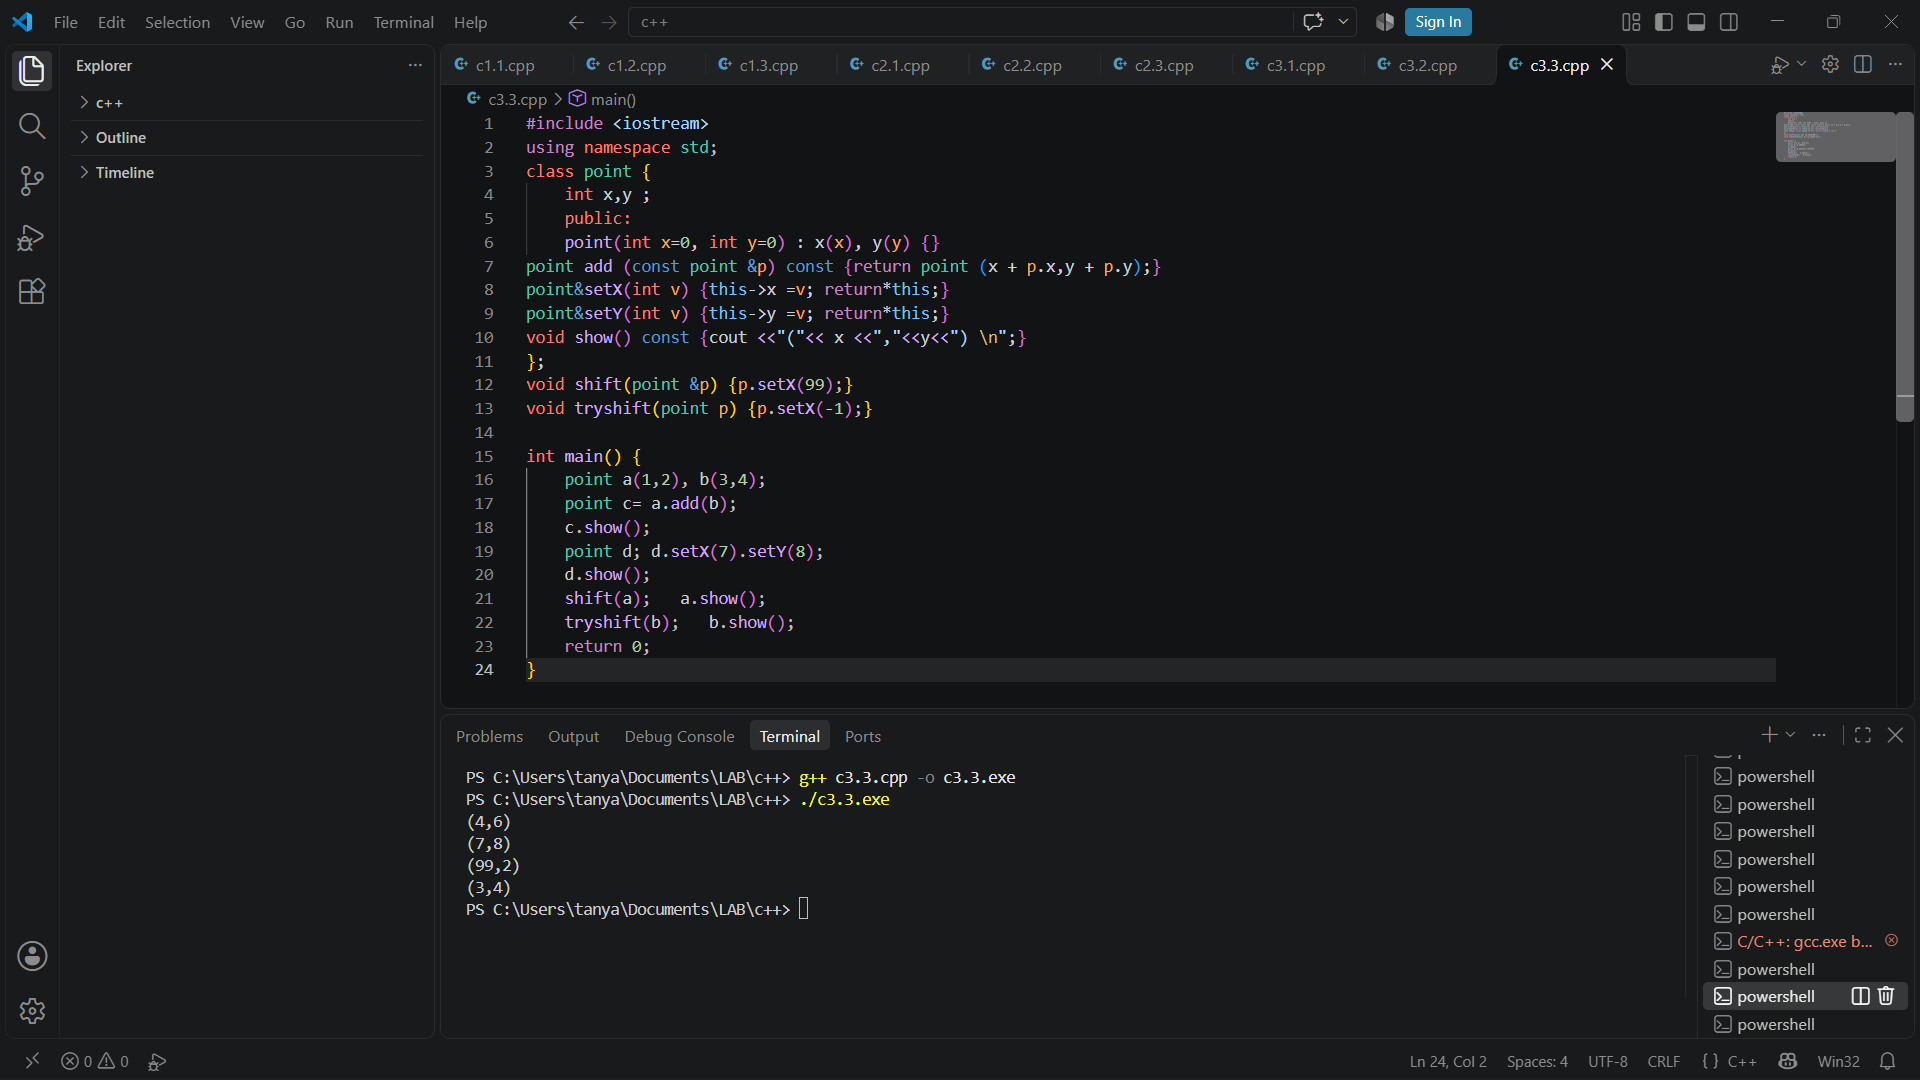 File Edit Selection View Go Run Terminal Help
c++
Sign In
Explorer
c++
Outline
Timeline
c1.1.cpp c1.2.cpp c1.3.cpp c2.1.cpp c2.2.cpp c2.3.cpp c3.1.cpp c3.2.cpp c3.3.cpp
c3.3.cpp > main()
1 #include <iostream>
2 using namespace std;
3 class point {
4 int x,y ;
5 public:
6 point(int x=0, int y=0) : x(x), y(y) {}
7 point add (const point &p) const {return point (x + p.x,y + p.y);}
8 point&setX(int v) {this->x =v; return*this;}
9 point&setY(int v) {this->y =v; return*this;}
10 void show() const {cout <<"("<< x <<","<<y<<") \n";}
11 };
12 void shift(point &p) {p.setX(99);}
13 void tryshift(point p) {p.setX(-1);}
14
15 int main() {
16 point a(1,2), b(3,4);
17 point c= a.add(b);
18 c.show();
19 point d; d.setX(7).setY(8);
20 d.show();
21 shift(a);   a.show();
22 tryshift(b);   b.show();
23 return 0;
24 }
Problems Output Debug Console Terminal Ports
PS C:\Users\tanya\Documents\LAB\c++> g++ c3.3.cpp -o c3.3.exe
PS C:\Users\tanya\Documents\LAB\c++> ./c3.3.exe
(4,6)
(7,8)
(99,2)
(3,4)
PS C:\Users\tanya\Documents\LAB\c++>
powershell
powershell
powershell
powershell
powershell
powershell
C/C++: gcc.exe b...
powershell
powershell
powershell
0 0
Ln 24, Col 2 Spaces: 4 UTF-8 CRLF {} C++ Win32